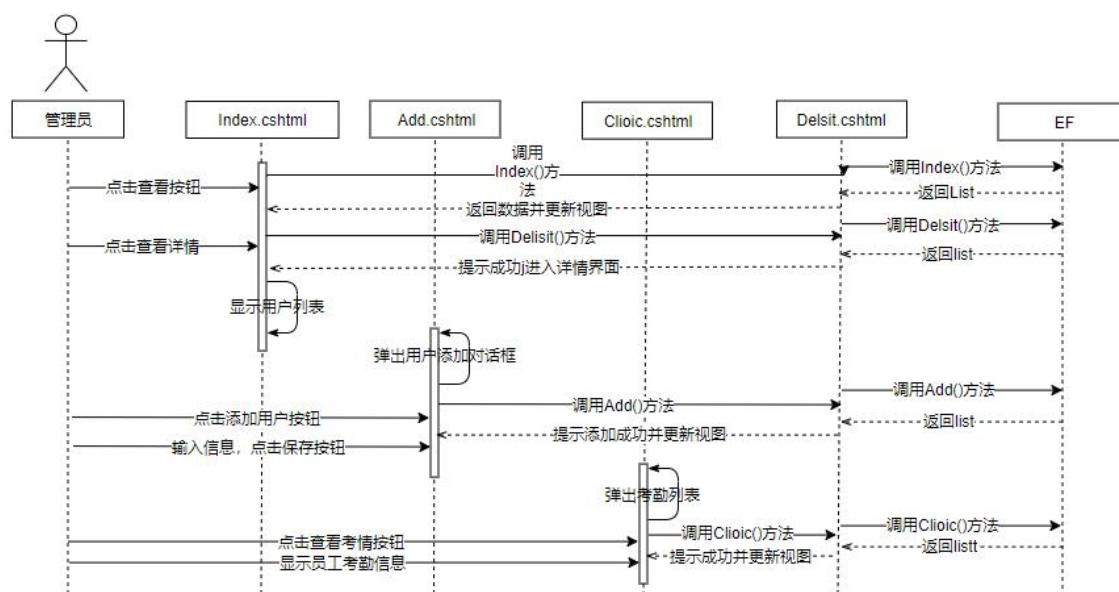 管理员
Index.cshtml
Add.cshtml
Clioic.cshtml
Delsit.cshtml
EF
调用
Index()方
法
调用Index()方法
点击查看按钮
返回List
返回数据并更新视图
调用Delsit()方法
调用Delisit()方法
点击查看详情
返回list
提示成功j进入详情界面
显示用户列表
弹出用户添加对话框
调用Add()方法
调用Add()方法
点击添加用户按钮
返回list
提示添加成功并更新视图
输入信息，点击保存按钮
弹出考勤列表
调用Clioic()方法
调用Clioic()方法
点击查看考情按钮
返回listt
提示成功并更新视图
显示员工考勤信息